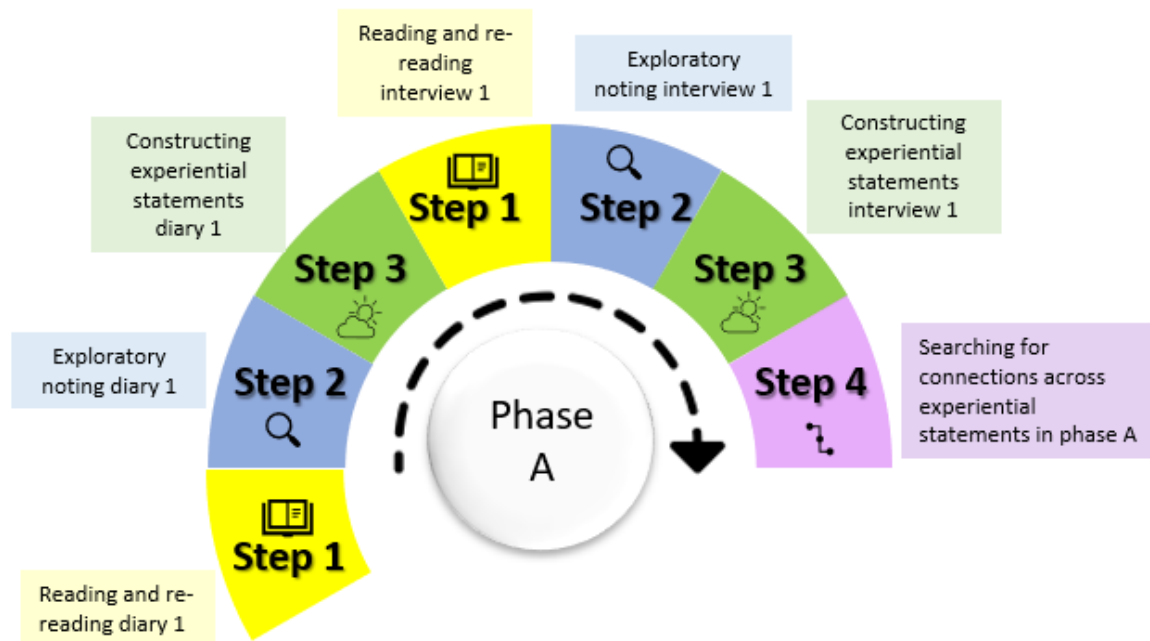 Reading and re-
reading
interview 1
Exploratory
noting interview 1
Constructing
experiential
statements
diary 1
Constructing
experiential
statements
interview 1
Step 1
Step 2
Step 3
Step 3
Exploratory
noting diary 1
Step 2
Step 4
Searching for
connections across
experiential
statements in phase A
Phase
A
Step 1
Reading and re-
reading diary 1